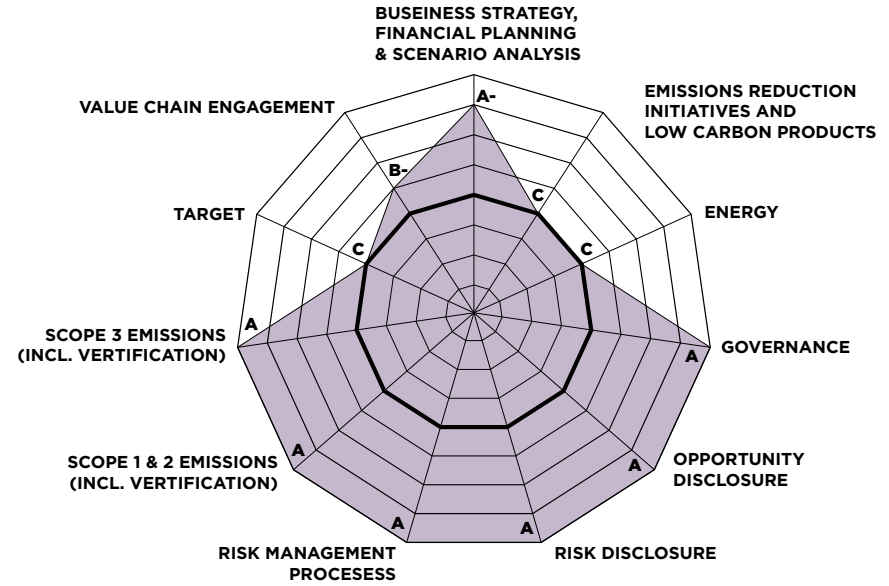 BUSEINESS STRATEGY,
FINANCIAL PLANNING
& SCENARIO ANALYSIS
A-
EMISSIONS REDUCTION
INITIATIVES AND
LOW CARBON PRODUCTS
C
ENERGY
C
GOVERNANCE
A
OPPORTUNITY
DISCLOSURE
A
RISK DISCLOSURE
A
RISK MANAGEMENT
PROCESESS
A
SCOPE 1 & 2 EMISSIONS
(INCL. VERTIFICATION)
A
SCOPE 3 EMISSIONS
(INCL. VERTIFICATION)
A
TARGET
C
VALUE CHAIN ENGAGEMENT
B-